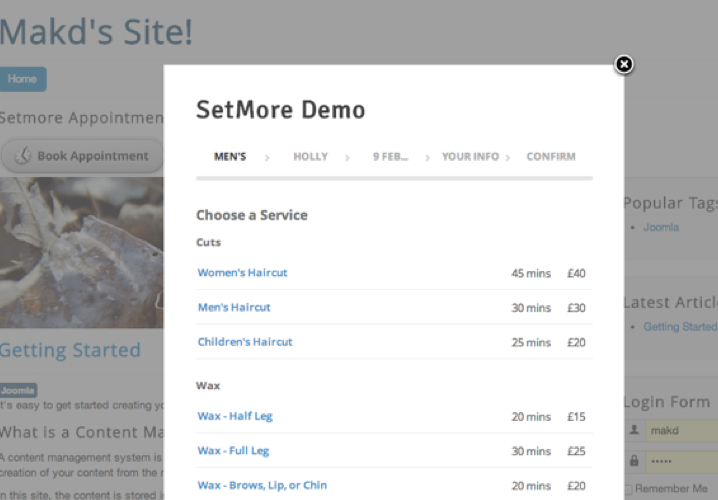 Makd's Site!
Home
Setmore Appointmen
Book Appointment
Getting Started
Joomla
t's easy to get started creating yo
What is a Content Ma
A content management system is
creation of your content from the
n this site, the content is stored i
SetMore Demo
MEN'S > HOLLY > 9 FEB... > YOUR INFO > CONFIRM
Choose a Service
Cuts
Women's Haircut 45 mins £40
Men's Haircut 30 mins £30
Children's Haircut 25 mins £20
Wax
Wax - Half Leg 20 mins £15
Wax - Full Leg 30 mins £25
Wax - Brows, Lip, or Chin 20 mins £20
Popular Tags
• Joomla
Latest Article
• Getting Started
Login Form
makd
•••••
Remember Me